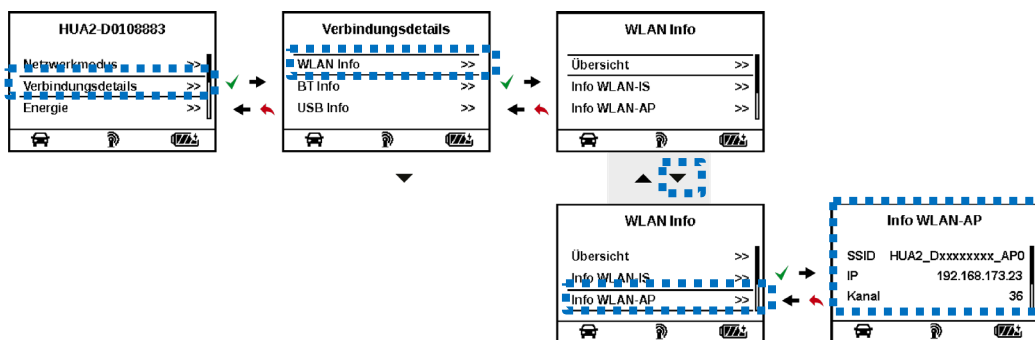 HUA2-D0108883
Netzwerkmodus >>
Verbindungsdetails >>
Energie >>
Verbindungsdetails
WLAN Info >>
BT Info >>
USB Info >>
WLAN Info
Übersicht >>
Info WLAN-IS >>
Info WLAN-AP >>
WLAN Info
Übersicht >>
Info WLAN-IS >>
Info WLAN-AP >>
Info WLAN-AP
SSID HUA2_Dxxxxxxxx_AP0
IP 192.168.173.23
Kanal 36